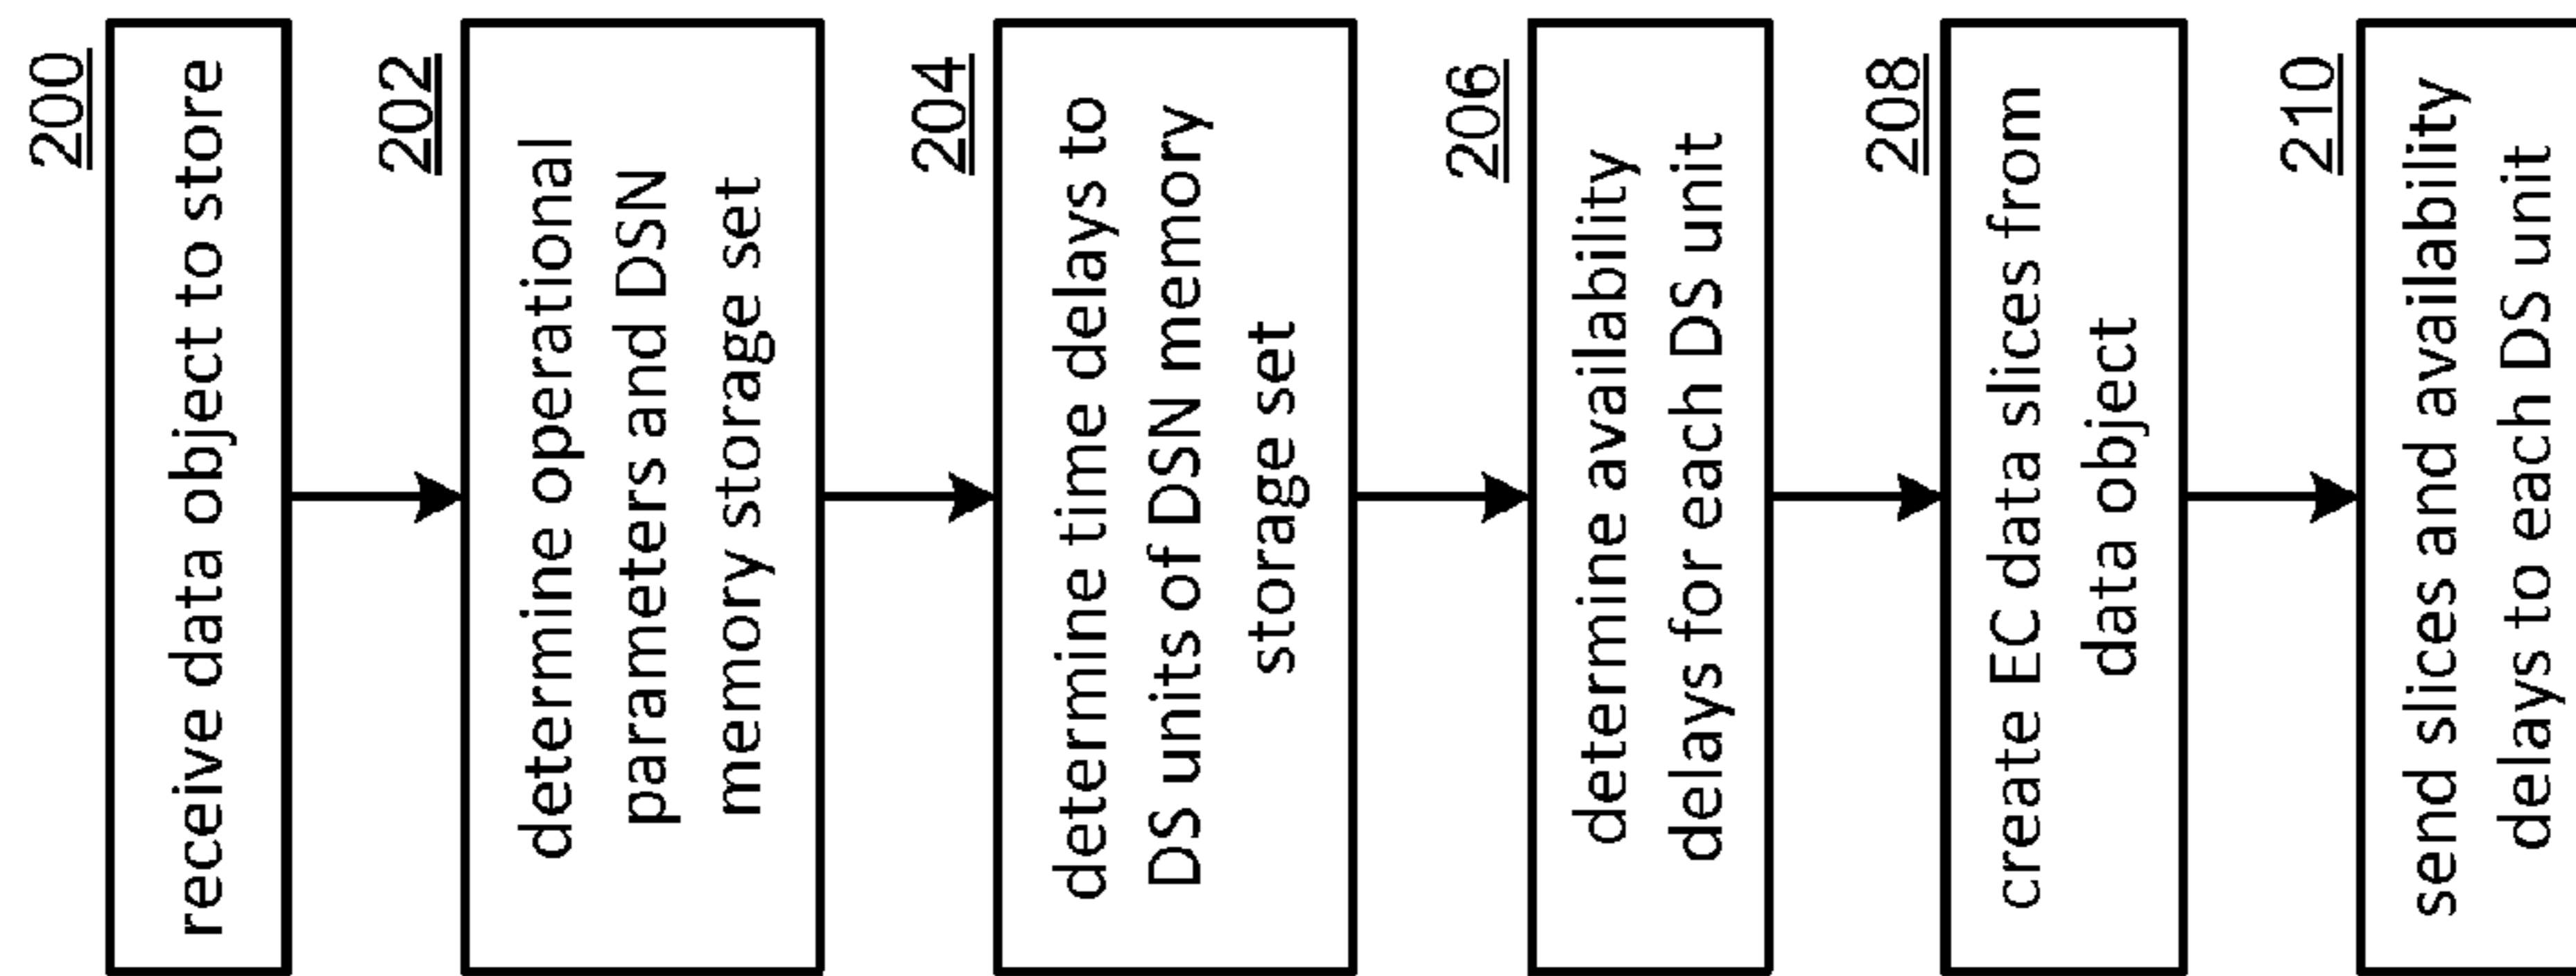 200
receive data object to store
202
determine operational
parameters and DSN
memory storage set
204
determine time delays to
DS units of DSN memory
storage set
206
determine availability
delays for each DS unit
208
create EC data slices from
data object
210
send slices and availability
delays to each DS unit